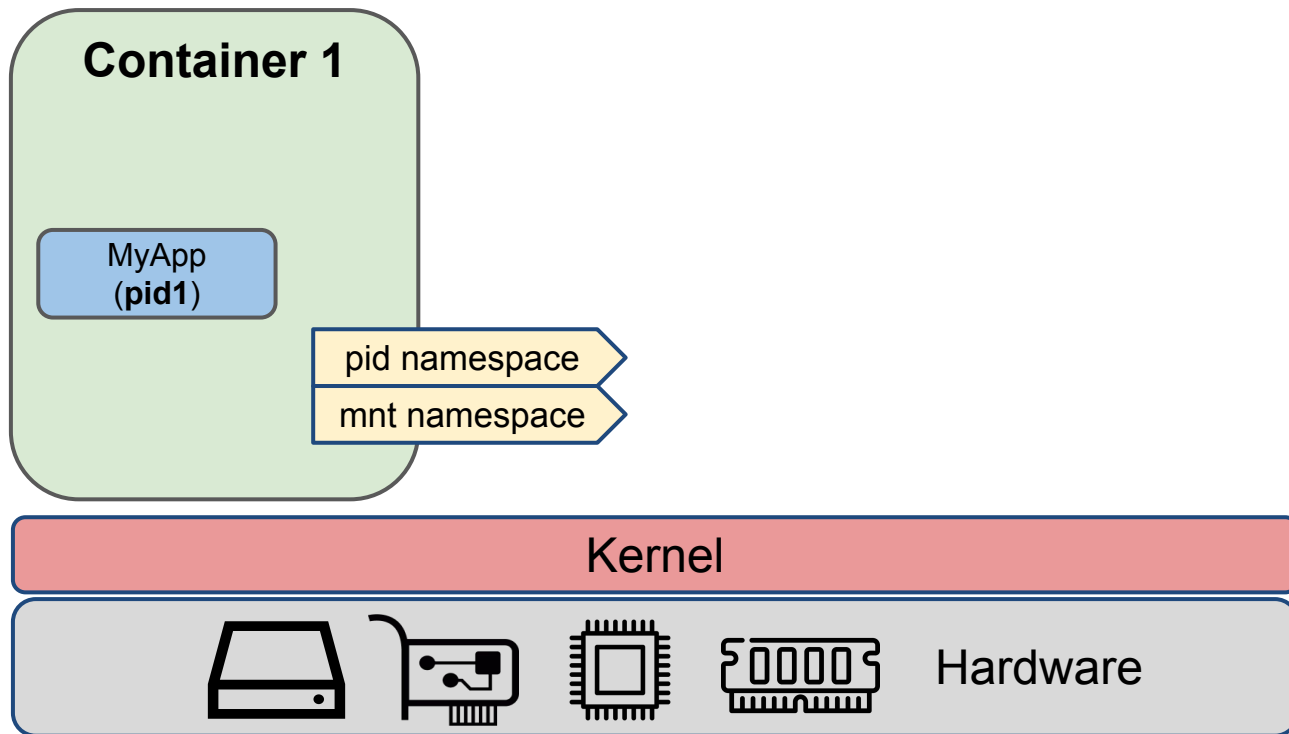 Container 1
MyApp
(pid1)
pid namespace
mnt namespace
Kernel
Hardware